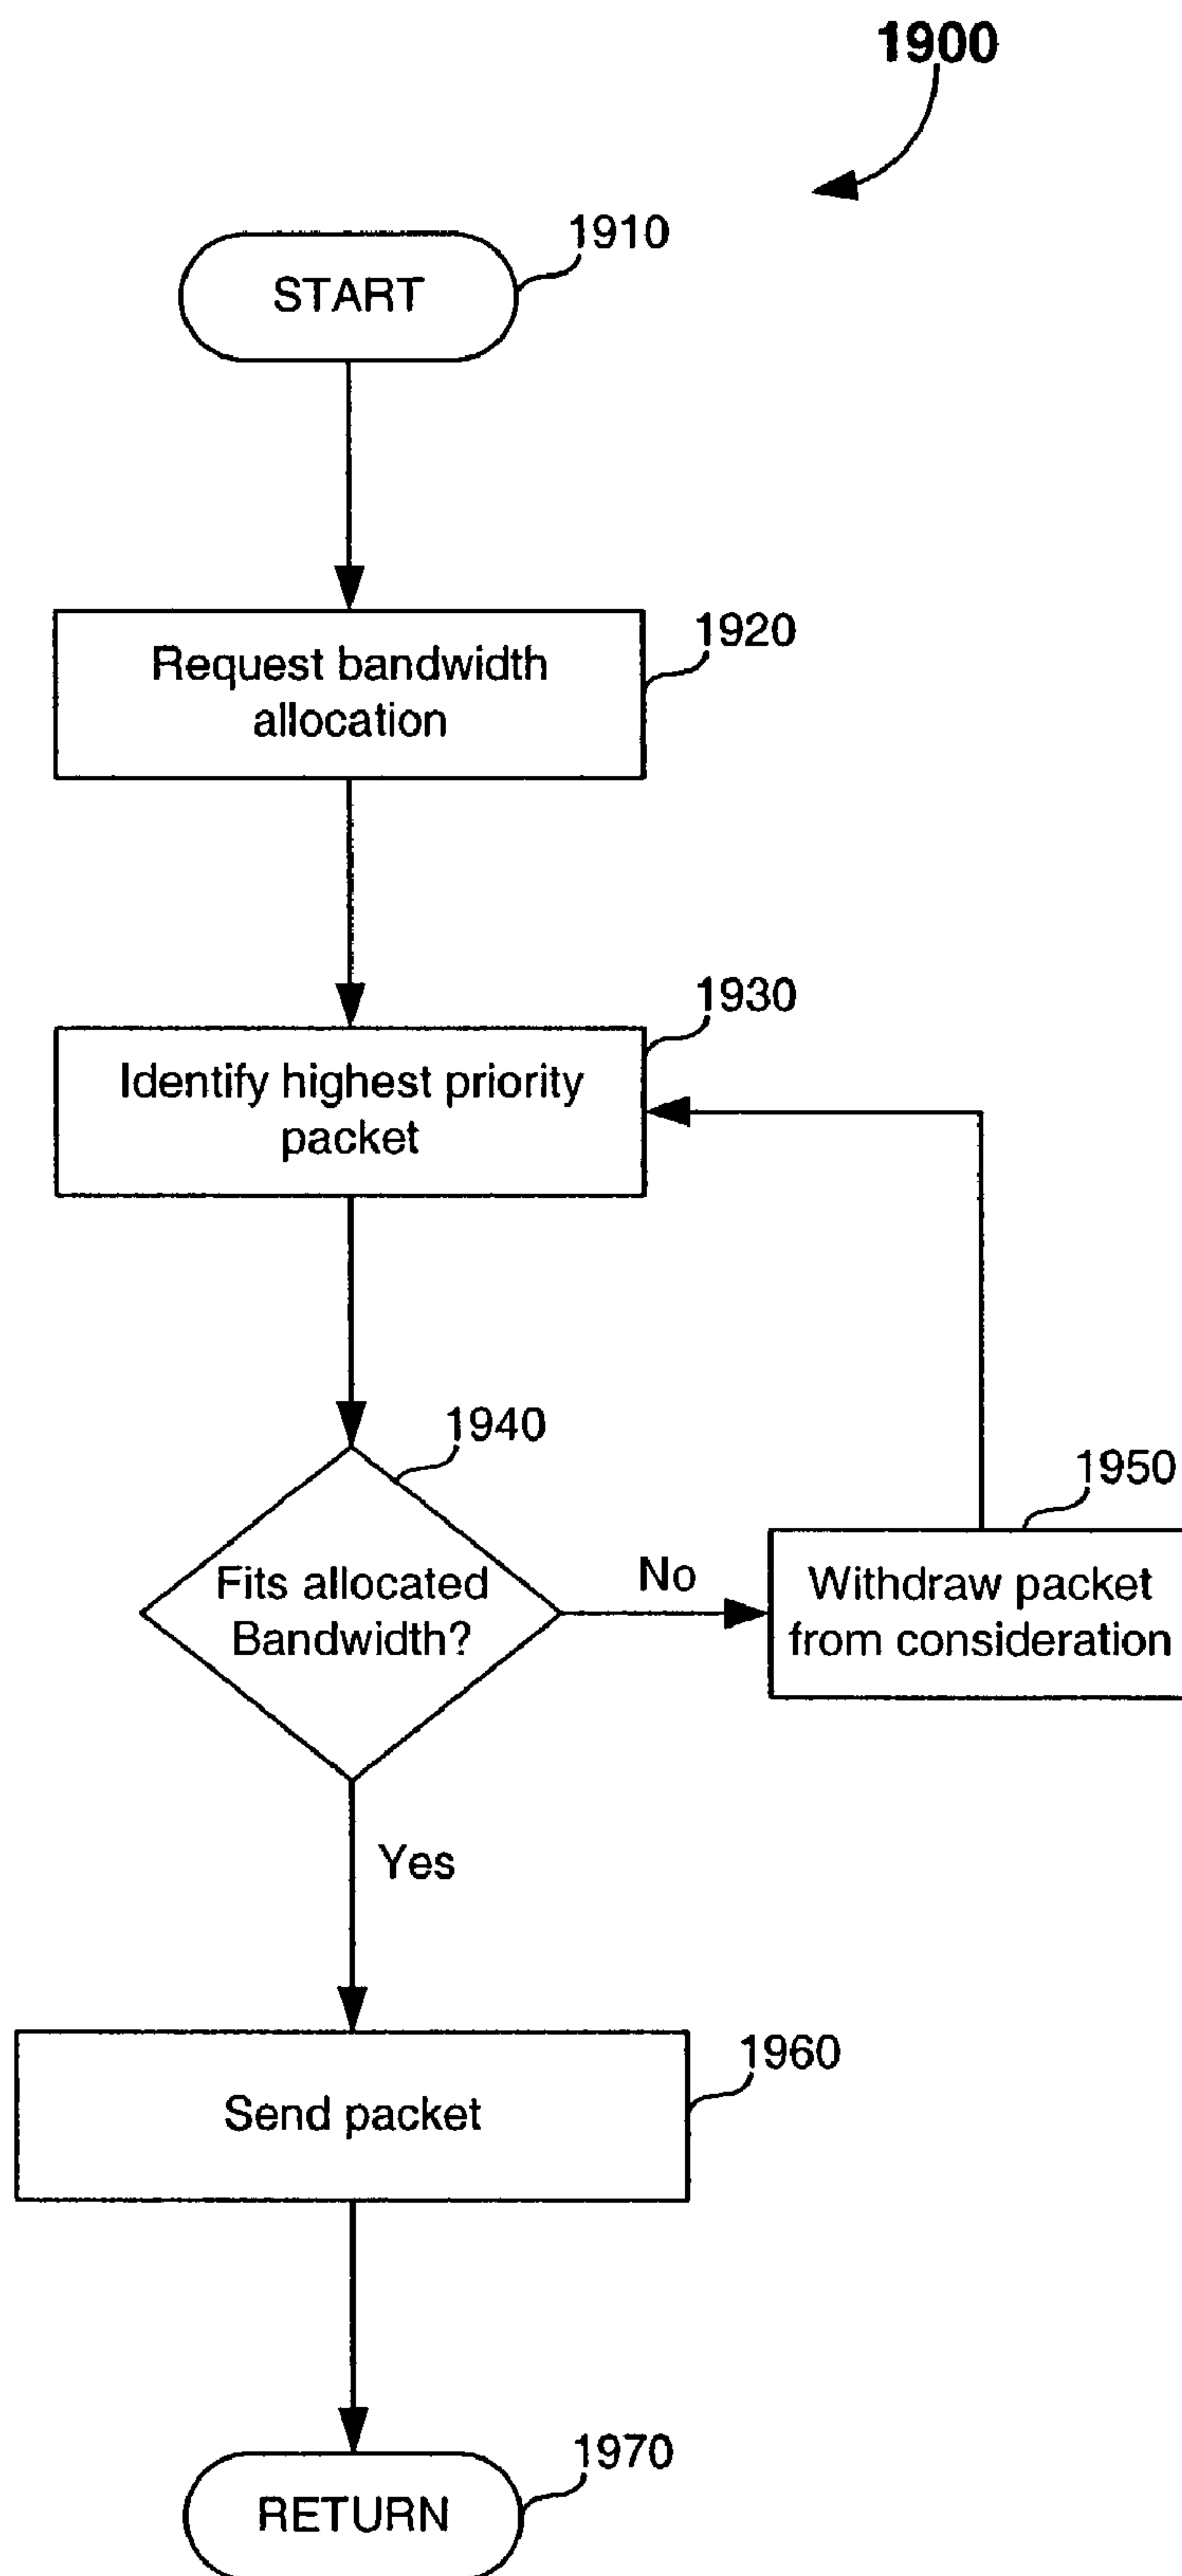 1900
1910
START
1920
Request bandwidth
allocation
1930
Identify highest priority
packet
1940
Fits allocated
Bandwidth?
No
1950
Withdraw packet
from consideration
Yes
1960
Send packet
1970
RETURN